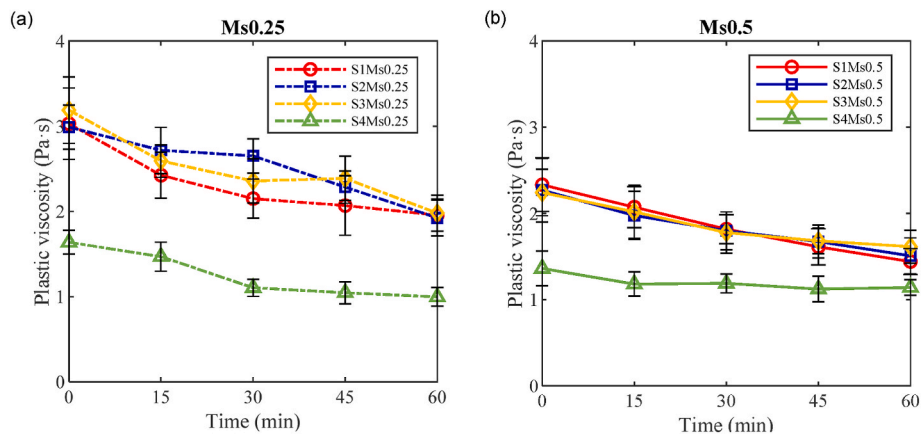 (a)
Ms0.25
Plastic viscosity (Pa·s)
4
3
2
1
0
S1Ms0.25
S2Ms0.25
S3Ms0.25
S4Ms0.25
0 15 30 45 60
Time (min)
(b)
Ms0.5
Plastic viscosity (Pa·s)
4
3
2
1
0
S1Ms0.5
S2Ms0.5
S3Ms0.5
S4Ms0.5
0 15 30 45 60
Time (min)